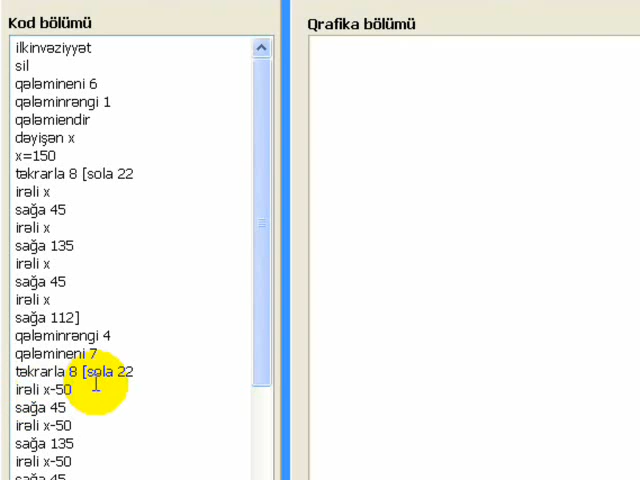 Kod bölümü
Qrafika bölümü
ilkinvəziyyət
sil
qələmineni 6
qələminrəngi 1
qələmiendir
dəyişən x
x=150
təkrarla 8 [sola 22
irəli x
sağa 45
irəli x
sağa 135
irəli x
sağa 45
irəli x
sağa 112]
qələminrəngi 4
qələmineni 7
təkrarla 8 [sola 22
irəli x-50
sağa 45
irəli x-50
sağa 135
irəli x-50
sağa 45